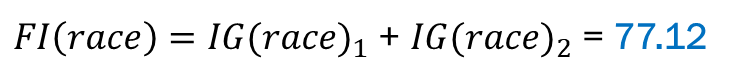 FI(race) = IG(race)₁ + IG(race)₂ = 77.12